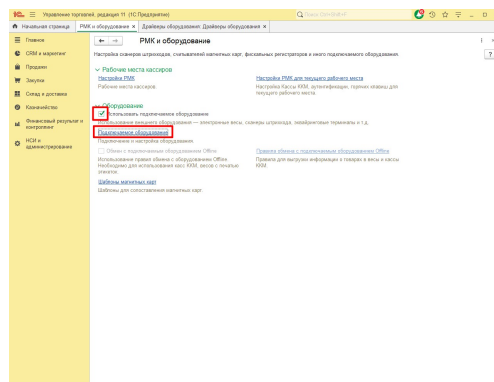 Управление торговлей, редакция 11 (1С:Предприятие)
Поиск Ctrl+Shift+F
Начальная страница
РМК и оборудование ×
Драйверы оборудования: Драйверы оборудования ×
Главное
CRM и маркетинг
Продажи
Закупки
Склад и доставка
Казначейство
Финансовый результат и
контроллинг
НСИ и
администрирование
РМК и оборудование
Настройка сканеров штрихкодов, считывателей магнитных карт, фискальных регистраторов и иного подключаемого оборудования.
?
Рабочие места кассиров
Настройки РМК
Рабочие места кассиров.
Настройки РМК для текущего рабочего места
Настройка Кассы ККМ, аутентификации, горячих клавиш для
текущего рабочего места.
Оборудование
Использовать подключаемое оборудование
Использование внешнего оборудования — электронные весы, сканеры штрихкода, эквайринговые терминалы и т.д.
Подключаемое оборудование
Подключение и настройка оборудования.
Обмен с подключаемым оборудованием Offline
Использование правил обмена с оборудованием Offline.
Необходимо для использования касс ККМ, весов с печатью
этикеток.
Правила обмена с подключаемым оборудованием Offline
Правила для выгрузки информации о товарах в весы и кассы
ККМ.
Шаблоны магнитных карт
Шаблоны для сопоставления магнитных карт.